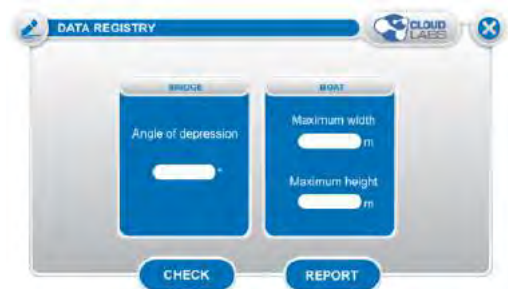 DATA REGISTRY
CLOUD
LABS
BRIDGE
Angle of depression
°
BOAT
Maximum width
m
Maximum height
m
CHECK
REPORT